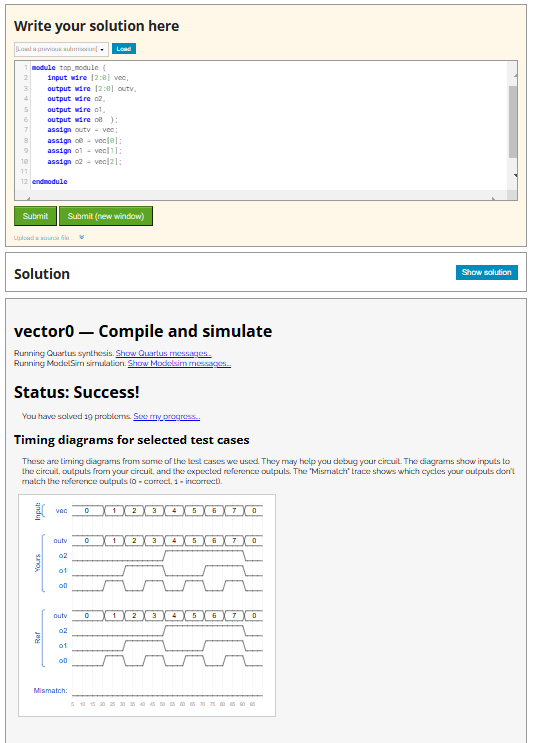 Write your solution here
[Load a previous submission]
Load
1 module top_module (
2 input wire [2:0] vec,
3 output wire [2:0] outv,
4 output wire o2,
5 output wire o1,
6 output wire o0 );
7 assign outv = vec;
8 assign o0 = vec[0];
9 assign o1 = vec[1];
10 assign o2 = vec[2];
11
12 endmodule
Submit
Submit (new window)
Upload a source file...
Solution
Show solution
vector0 — Compile and simulate
Running Quartus synthesis. Show Quartus messages...
Running ModelSim simulation. Show Modelsim messages...
Status: Success!
You have solved 19 problems. See my progress...
Timing diagrams for selected test cases
These are timing diagrams from some of the test cases we used. They may help you debug your circuit. The diagrams show inputs to
the circuit, outputs from your circuit, and the expected reference outputs. The "Mismatch" trace shows which cycles your outputs don't
match the reference outputs (0 = correct, 1 = incorrect).
Inputs
vec 0 1 2 3 4 5 6 7 0
Yours
outv 0 1 2 3 4 5 6 7 0
o2
o1
o0
Ref
outv 0 1 2 3 4 5 6 7 0
o2
o1
o0
Mismatch:
5 10 15 20 25 30 35 40 45 50 55 60 65 70 75 80 85 90 95